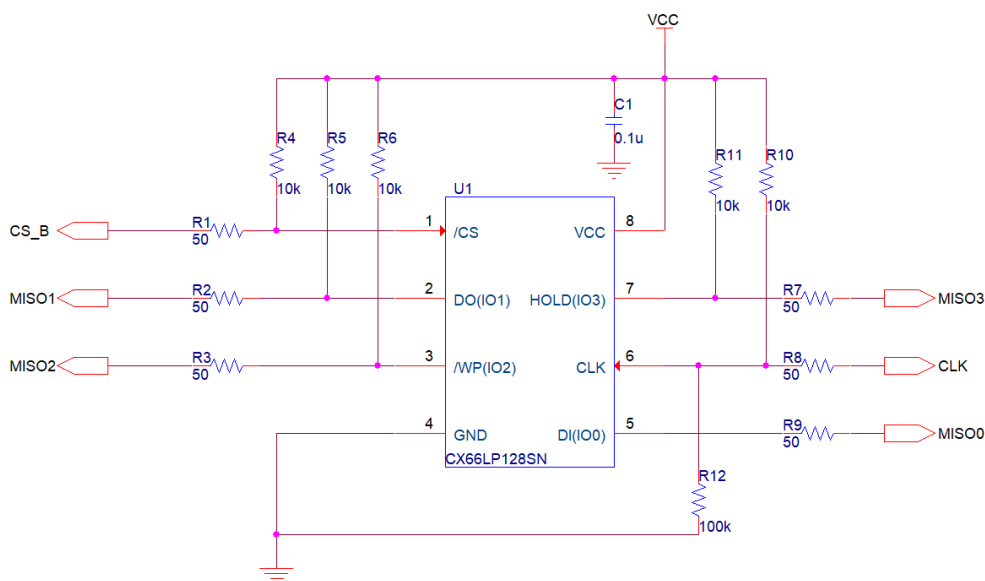 VCC
C1
0.1u
R4
R5
R6
10k
10k
10k
R11
R10
10k
10k
U1
CS_B
R1
50
1
/CS
VCC
8
MISO1
R2
50
2
DO(IO1)
HOLD(IO3)
7
R7
50
MISO3
MISO2
R3
50
3
/WP(IO2)
CLK
6
R8
50
CLK
4
GND
DI(IO0)
5
R9
50
MISO0
CX66LP128SN
R12
100k